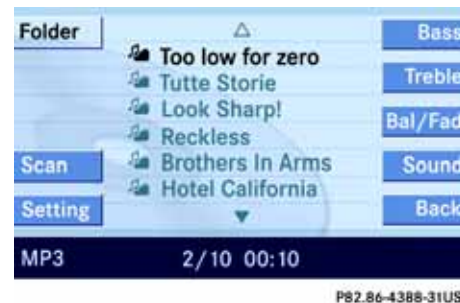 Folder
Too low for zero
Tutte Storie
Look Sharp!
Reckless
Brothers In Arms
Hotel California
Scan
Setting
Bass
Treble
Bal/Fad
Sound
Back
MP3 2/10 00:10
P82.86-4388-31US